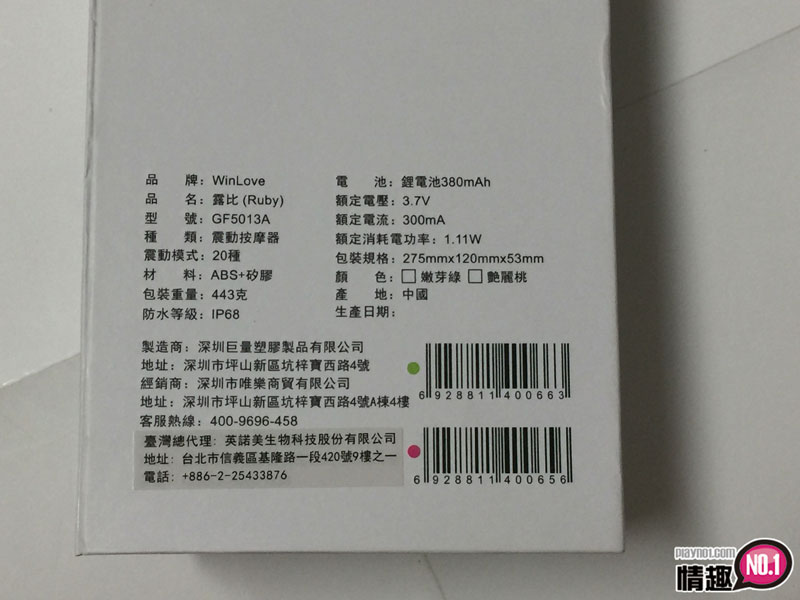 品 牌：WinLove
品 名：露比 (Ruby)
型 號：GF5013A
種 類：震動按摩器
震動模式：20種
材 料：ABS+矽膠
包裝重量：443克
防水等級：IP68
電 池：鋰電池380mAh
額定電壓：3.7V
額定電流：300mA
額定消耗電功率：1.11W
包裝規格：275mmx120mmx53mm
顏 色：□ 嫩芽綠 □ 艷麗桃
產 地：中國
生產日期：
製造商：深圳巨量塑膠製品有限公司
地址：深圳市坪山新區坑梓寶西路4號
經銷商：深圳市唯樂商貿有限公司
地址：深圳市坪山新區坑梓寶西路4號A棟4樓
客服熱線：400-9696-458
臺灣總代理：英諾美生物科技股份有限公司
地址：台北市信義區基隆路一段420號9樓之一
電話：+886-2-25433876
6 928811 400663
6 928811 400656
playno1.com
情趣 NO.1